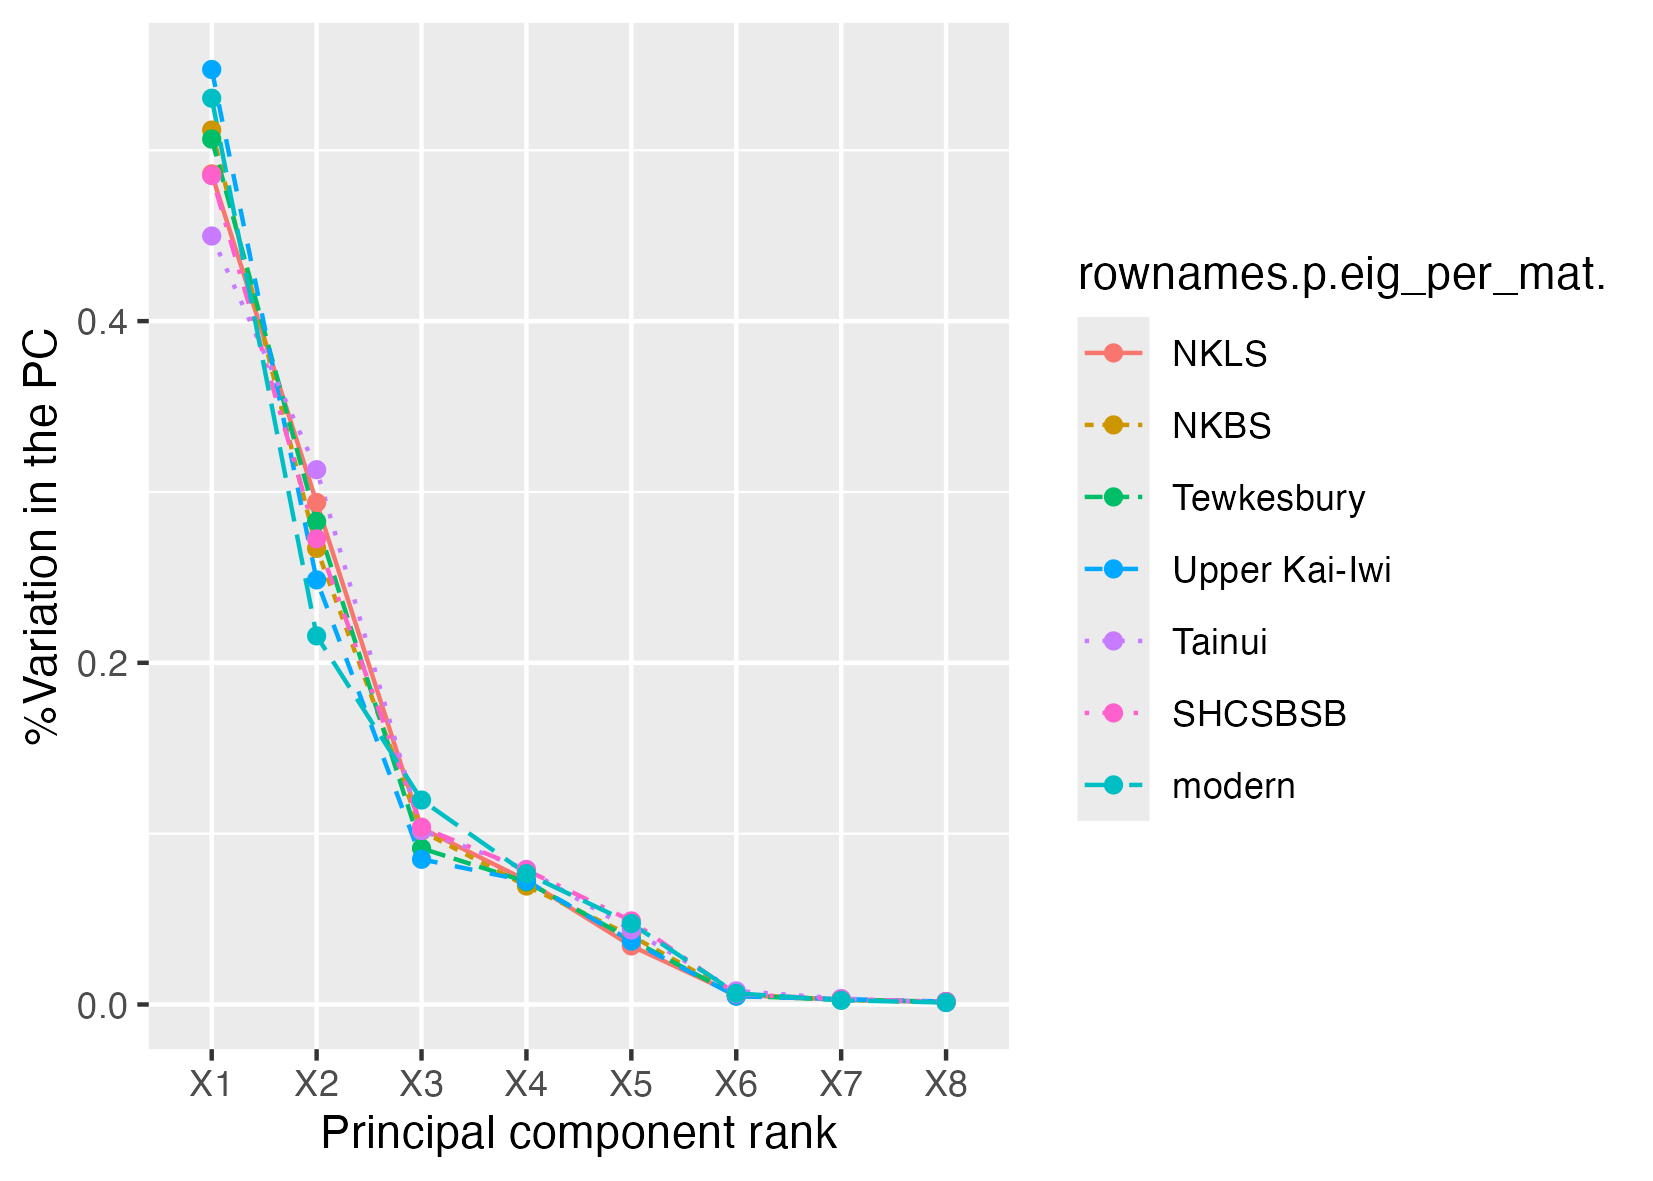 %Variation in the PC
0.4
0.2
0.0
X1 X2 X3 X4 X5 X6 X7 X8
Principal component rank
rownames.p.eig_per_mat.
NKLS
NKBS
Tewkesbury
Upper Kai-Iwi
Tainui
SHCSBSB
modern